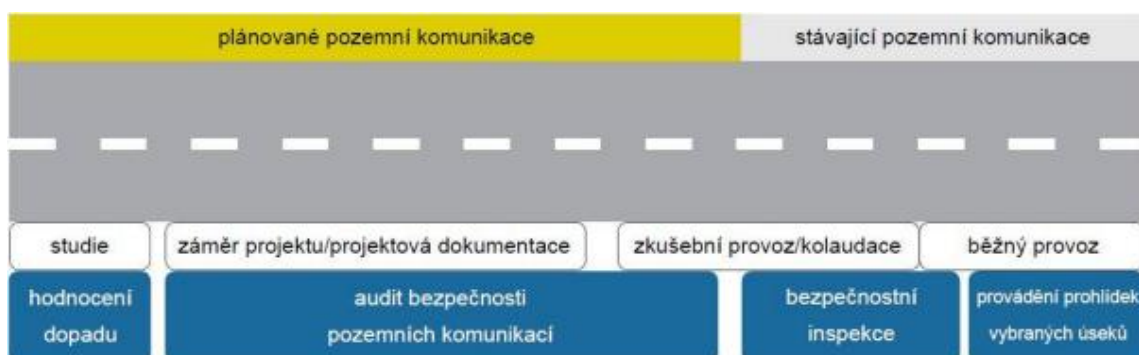 plánované pozemní komunikace
stávající pozemní komunikace
studie
záměr projektu/projektová dokumentace
zkušební provoz/kolaudace
běžný provoz
hodnocení
dopadu
audit bezpečnosti
pozemních komunikací
bezpečnostní
inspekce
provádění prohlídek
vybraných úseků